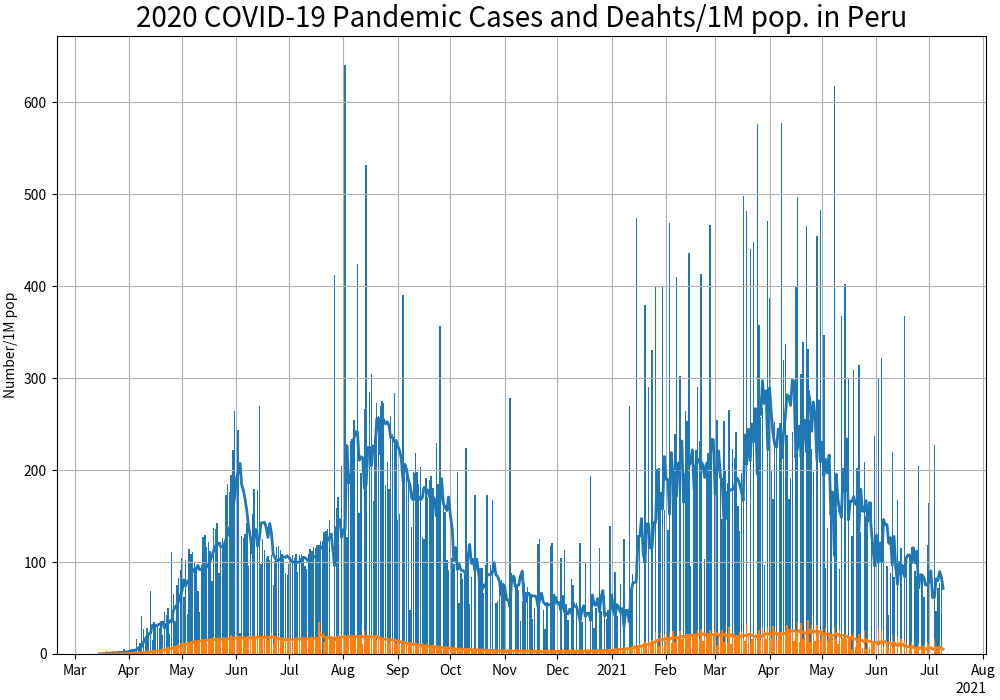 2020 COVID-19 Pandemic Cases and Deahts/1M pop. in Peru
Number/1M pop
600
500
400
300
200
100
0
Mar Apr May Jun Jul Aug Sep Oct Nov Dec 2021 Feb Mar Apr May Jun Jul Aug
2021